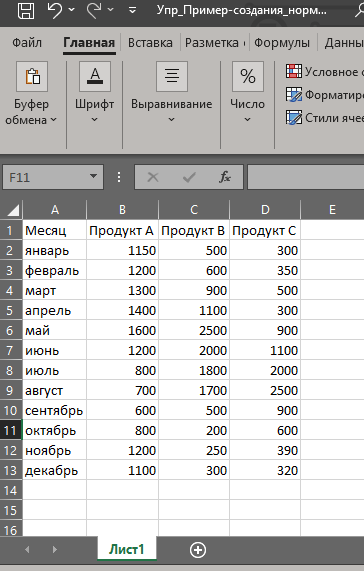 Упр_Пример-создания_норм...
Файл Главная Вставка Разметка Формулы Данны
Буфер обмена Шрифт Выравнивание Число Условное Форматиро Стили ячее
F11 fx
A B C D E
1 Месяц Продукт A Продукт B Продукт C
2 январь 1150 500 300
3 февраль 1200 600 350
4 март 1300 900 500
5 апрель 1400 1100 300
6 май 1600 2500 900
7 июнь 1200 2000 1100
8 июль 800 1800 2000
9 август 700 1700 2500
10 сентябрь 600 500 900
11 октябрь 800 200 600
12 ноябрь 1200 250 390
13 декабрь 1100 300 320
14
15
16
Лист1